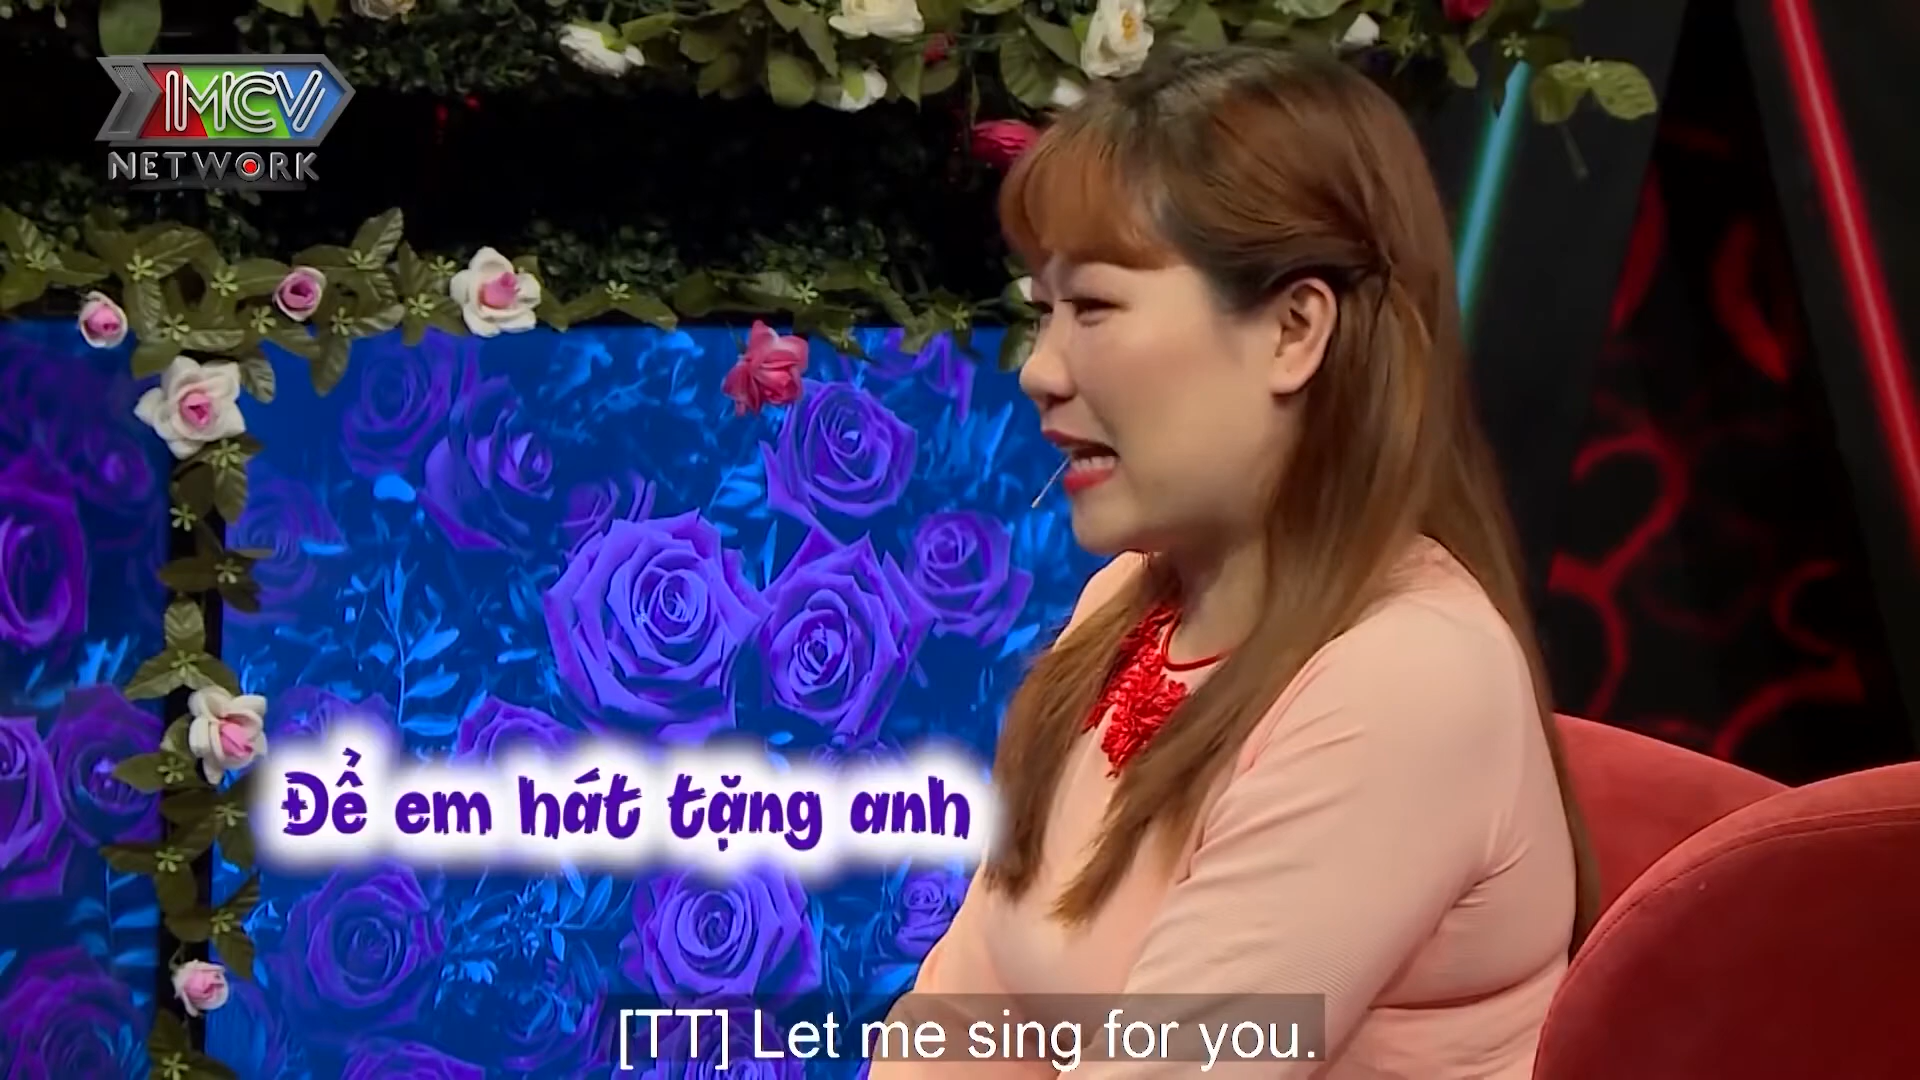 MCV
NETWORK
Để em hát tặng anh
[TT] Let me sing for you.